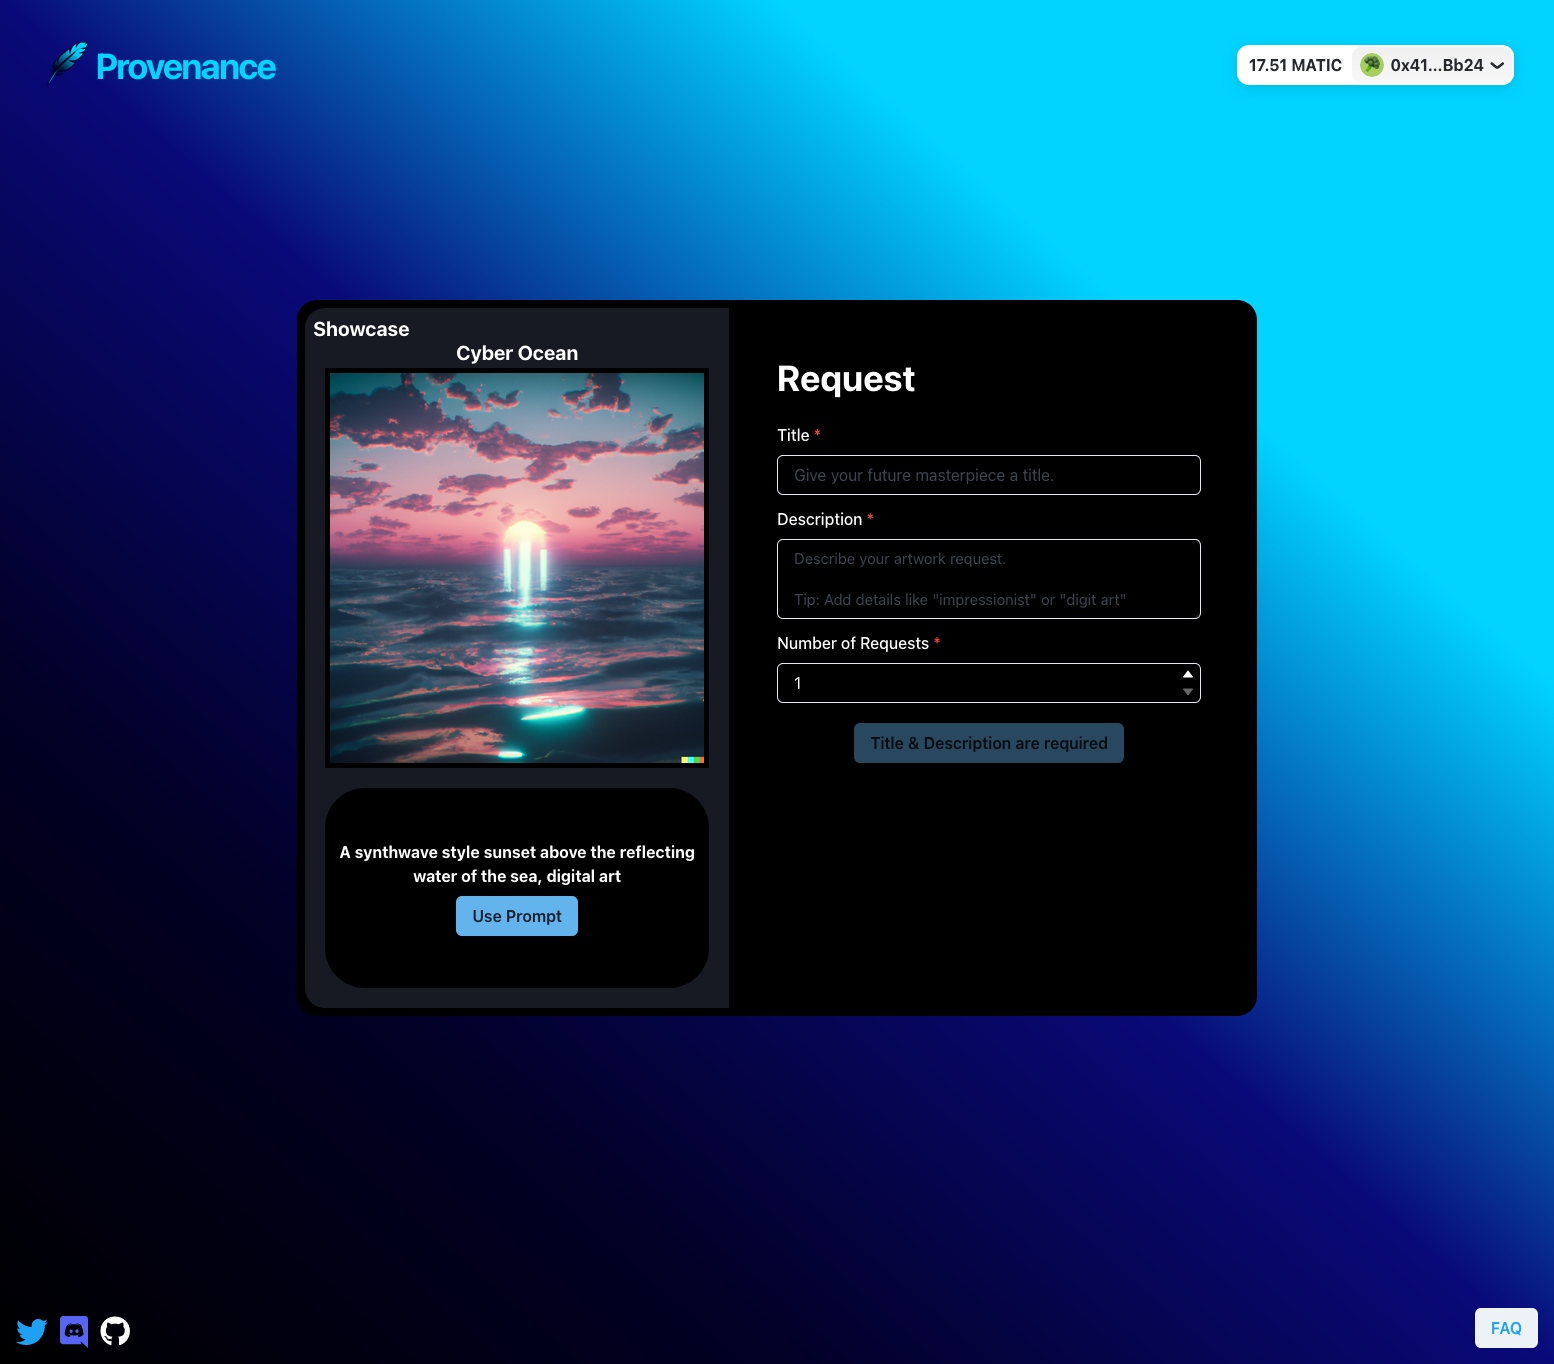 Provenance
17.51 MATIC 0x41...Bb24
Showcase
Cyber Ocean
A synthwave style sunset above the reflecting
water of the sea, digital art
Use Prompt
Request
Title *
Give your future masterpiece a title.
Description *
Describe your artwork request.
Tip: Add details like "impressionist" or "digit art"
Number of Requests *
1
Title & Description are required
FAQ